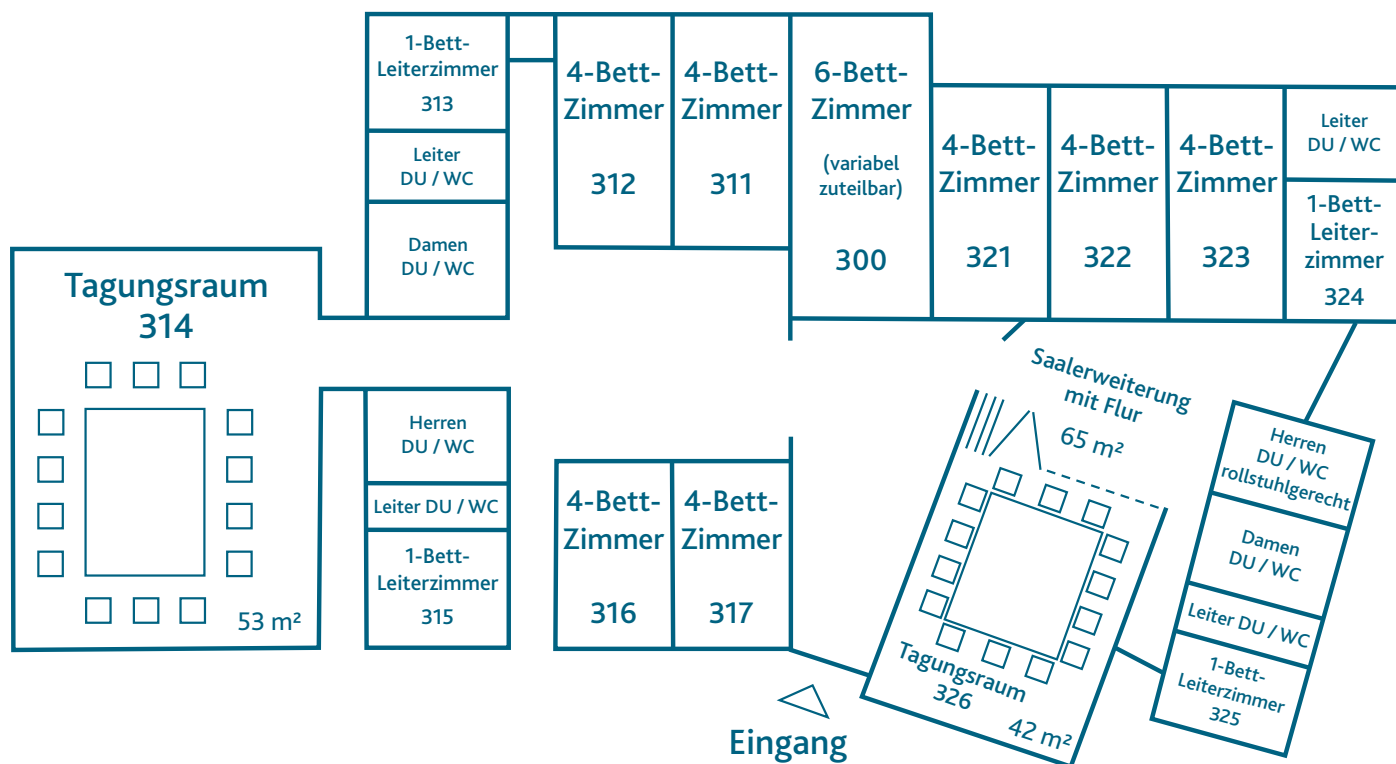 1-Bett-
Leiterzimmer
313
Leiter
DU / WC
Damen
DU / WC
4-Bett-
Zimmer
312
4-Bett-
Zimmer
311
6-Bett-
Zimmer
(variabel
zuteilbar)
300
4-Bett-
Zimmer
321
4-Bett-
Zimmer
322
4-Bett-
Zimmer
323
Leiter
DU / WC
1-Bett-
Leiter-
zimmer
324
Tagungsraum
314
53 m²
Herren
DU / WC
Leiter DU / WC
1-Bett-
Leiterzimmer
315
4-Bett-
Zimmer
316
4-Bett-
Zimmer
317
Saalerweiterung
mit Flur
65 m²
Tagungsraum
326
42 m²
Herren
DU / WC
rollstuhlgerecht
Damen
DU / WC
Leiter DU / WC
1-Bett-
Leiterzimmer
325
Eingang